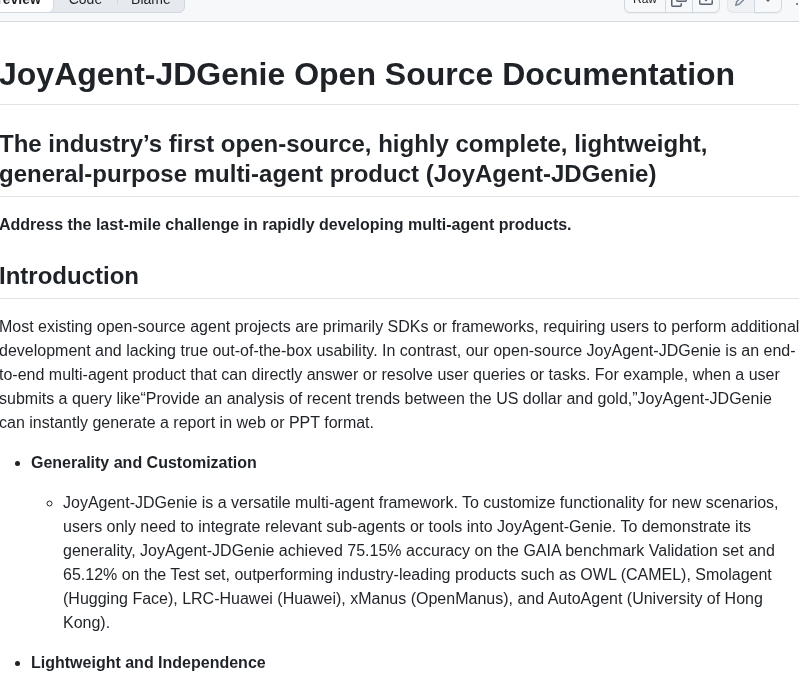 Preview Code Blame Raw
JoyAgent-JDGenie Open Source Documentation
The industry’s first open-source, highly complete, lightweight,
general-purpose multi-agent product (JoyAgent-JDGenie)
Address the last-mile challenge in rapidly developing multi-agent products.
Introduction
Most existing open-source agent projects are primarily SDKs or frameworks, requiring users to perform additional
development and lacking true out-of-the-box usability. In contrast, our open-source JoyAgent-JDGenie is an end-
to-end multi-agent product that can directly answer or resolve user queries or tasks. For example, when a user
submits a query like“Provide an analysis of recent trends between the US dollar and gold,”JoyAgent-JDGenie
can instantly generate a report in web or PPT format.
Generality and Customization
JoyAgent-JDGenie is a versatile multi-agent framework. To customize functionality for new scenarios,
users only need to integrate relevant sub-agents or tools into JoyAgent-Genie. To demonstrate its
generality, JoyAgent-JDGenie achieved 75.15% accuracy on the GAIA benchmark Validation set and
65.12% on the Test set, outperforming industry-leading products such as OWL (CAMEL), Smolagent
(Hugging Face), LRC-Huawei (Huawei), xManus (OpenManus), and AutoAgent (University of Hong
Kong).
Lightweight and Independence